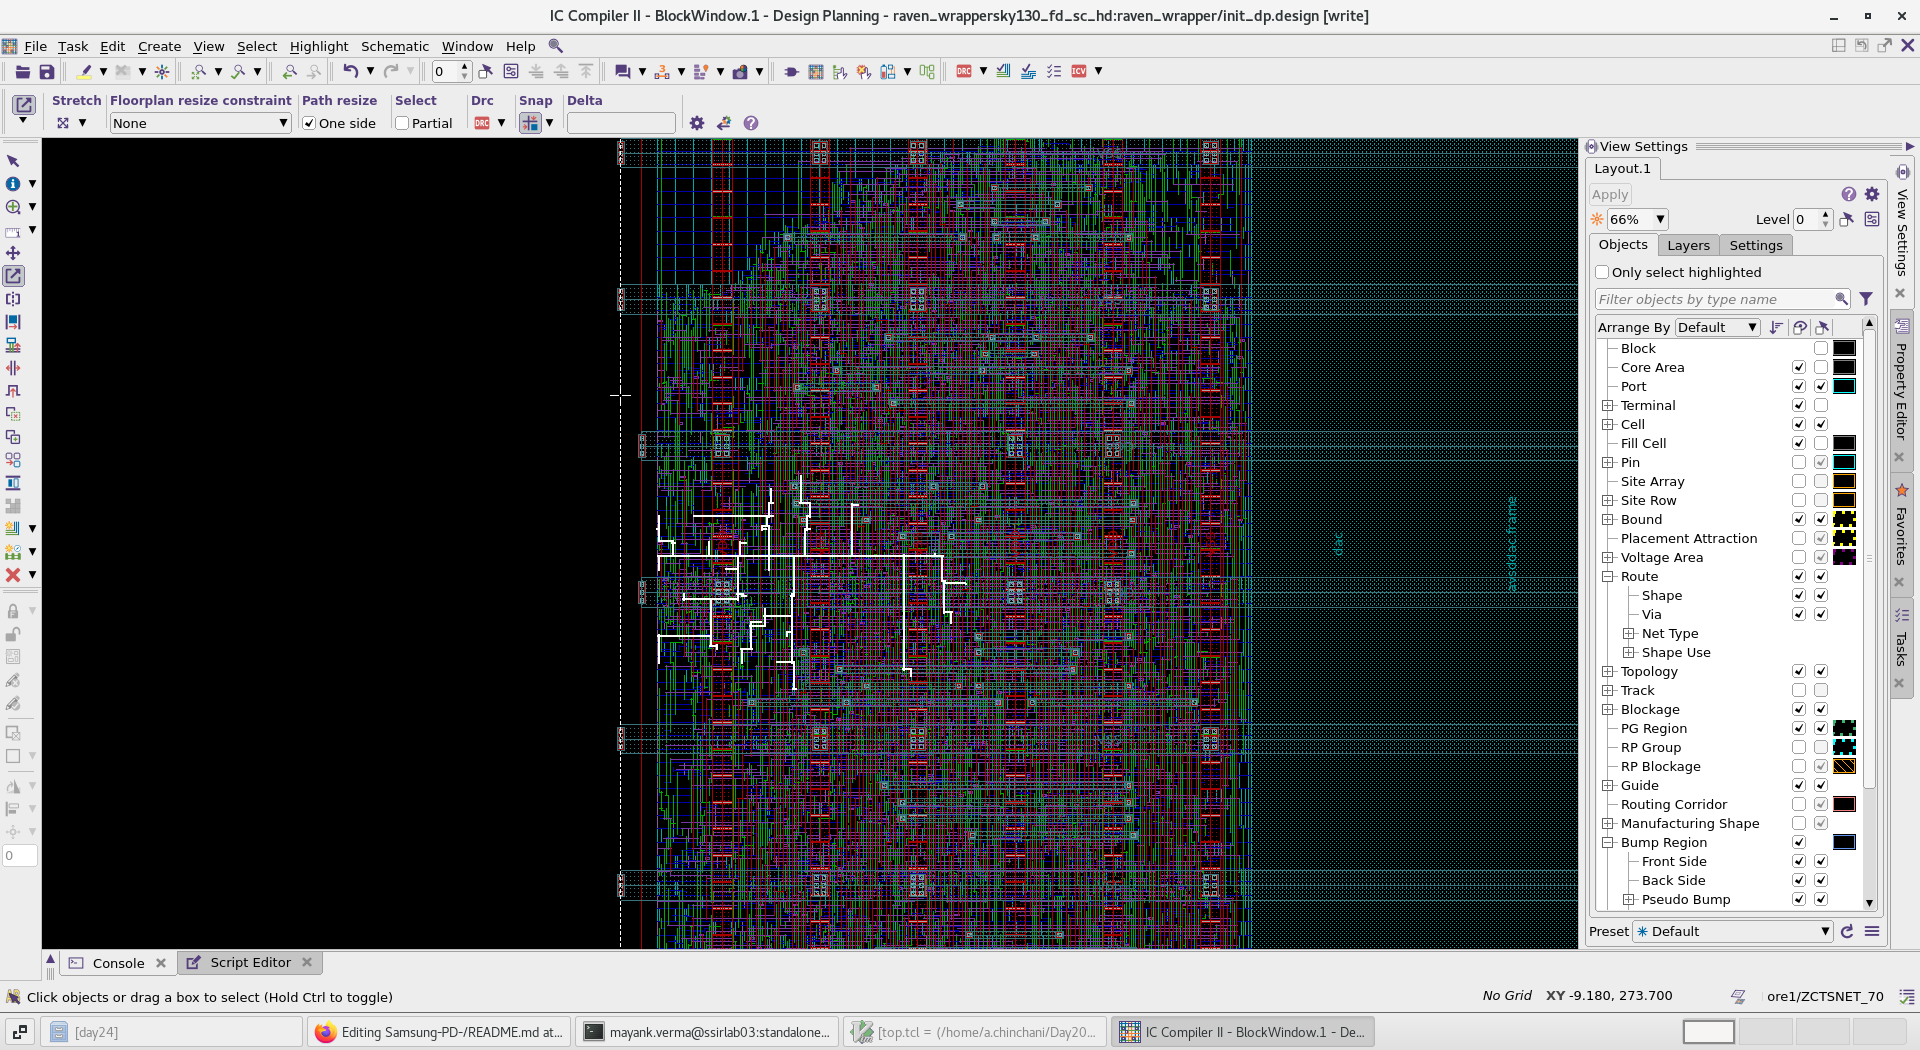 IC Compiler II - BlockWindow.1 - Design Planning - raven_wrappersky130_fd_sc_hd:raven_wrapper/init_dp.design [write]
File Task Edit Create View Select Highlight Schematic Window Help
0
DRC ICV
Stretch Floorplan resize constraint Path resize Select Drc Snap Delta
None One side Partial DRC
View Settings
Layout.1
Apply
66% Level 0
Objects Layers Settings
Only select highlighted
Filter objects by type name
Arrange By Default
Block
Core Area
Port
Terminal
Cell
Fill Cell
Pin
Site Array
Site Row
Bound
Placement Attraction
Voltage Area
Route
Shape
Via
Net Type
Shape Use
Topology
Track
Blockage
PG Region
RP Group
RP Blockage
Guide
Routing Corridor
Manufacturing Shape
Bump Region
Front Side
Back Side
Pseudo Bump
Preset Default
View Settings
Property Editor
Favorites
Tasks
dac
avsddac.frame
0
Console Script Editor
Click objects or drag a box to select (Hold Ctrl to toggle)
No Grid XY -9.180, 273.700 ore1/ZCTSNET_70
[day24]
Editing Samsung-PD-/README.md at...
mayank.verma@ssirlab03:standalone...
[top.tcl = (/home/a.chinchani/Day20...
IC Compiler II - BlockWindow.1 - De...